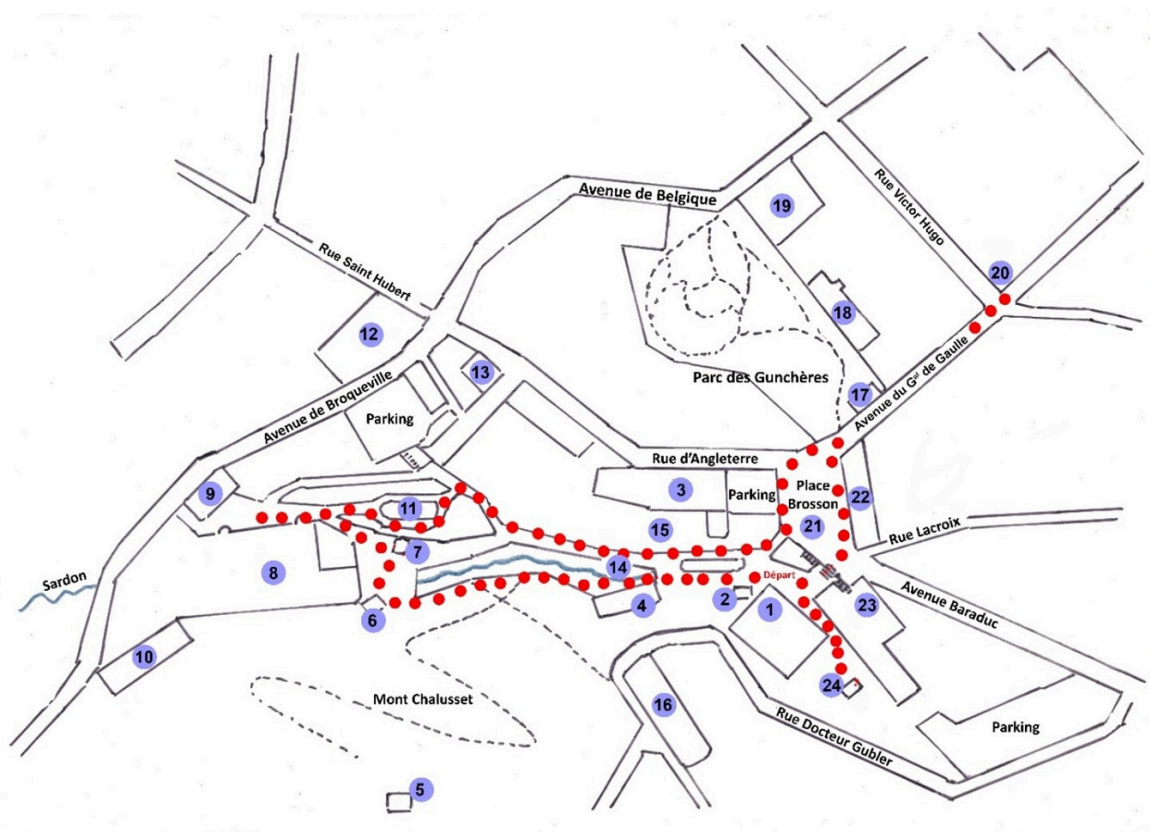 Avenue de Belgique
19
Rue Victor Hugo
Rue Saint Hubert
20
12
18
13
Parc des Gunchères
17
Avenue du Gᵃˡ de Gaulle
Avenue de Broqueville
Parking
Rue d'Angleterre
3
Parking
Place
Brosson
22
9
11
15
21
Rue Lacroix
7
14
Départ
Sardon
8
2
1
23
Avenue Baraduc
4
6
10
24
Mont Chalusset
16
Rue Docteur Gubler
Parking
5